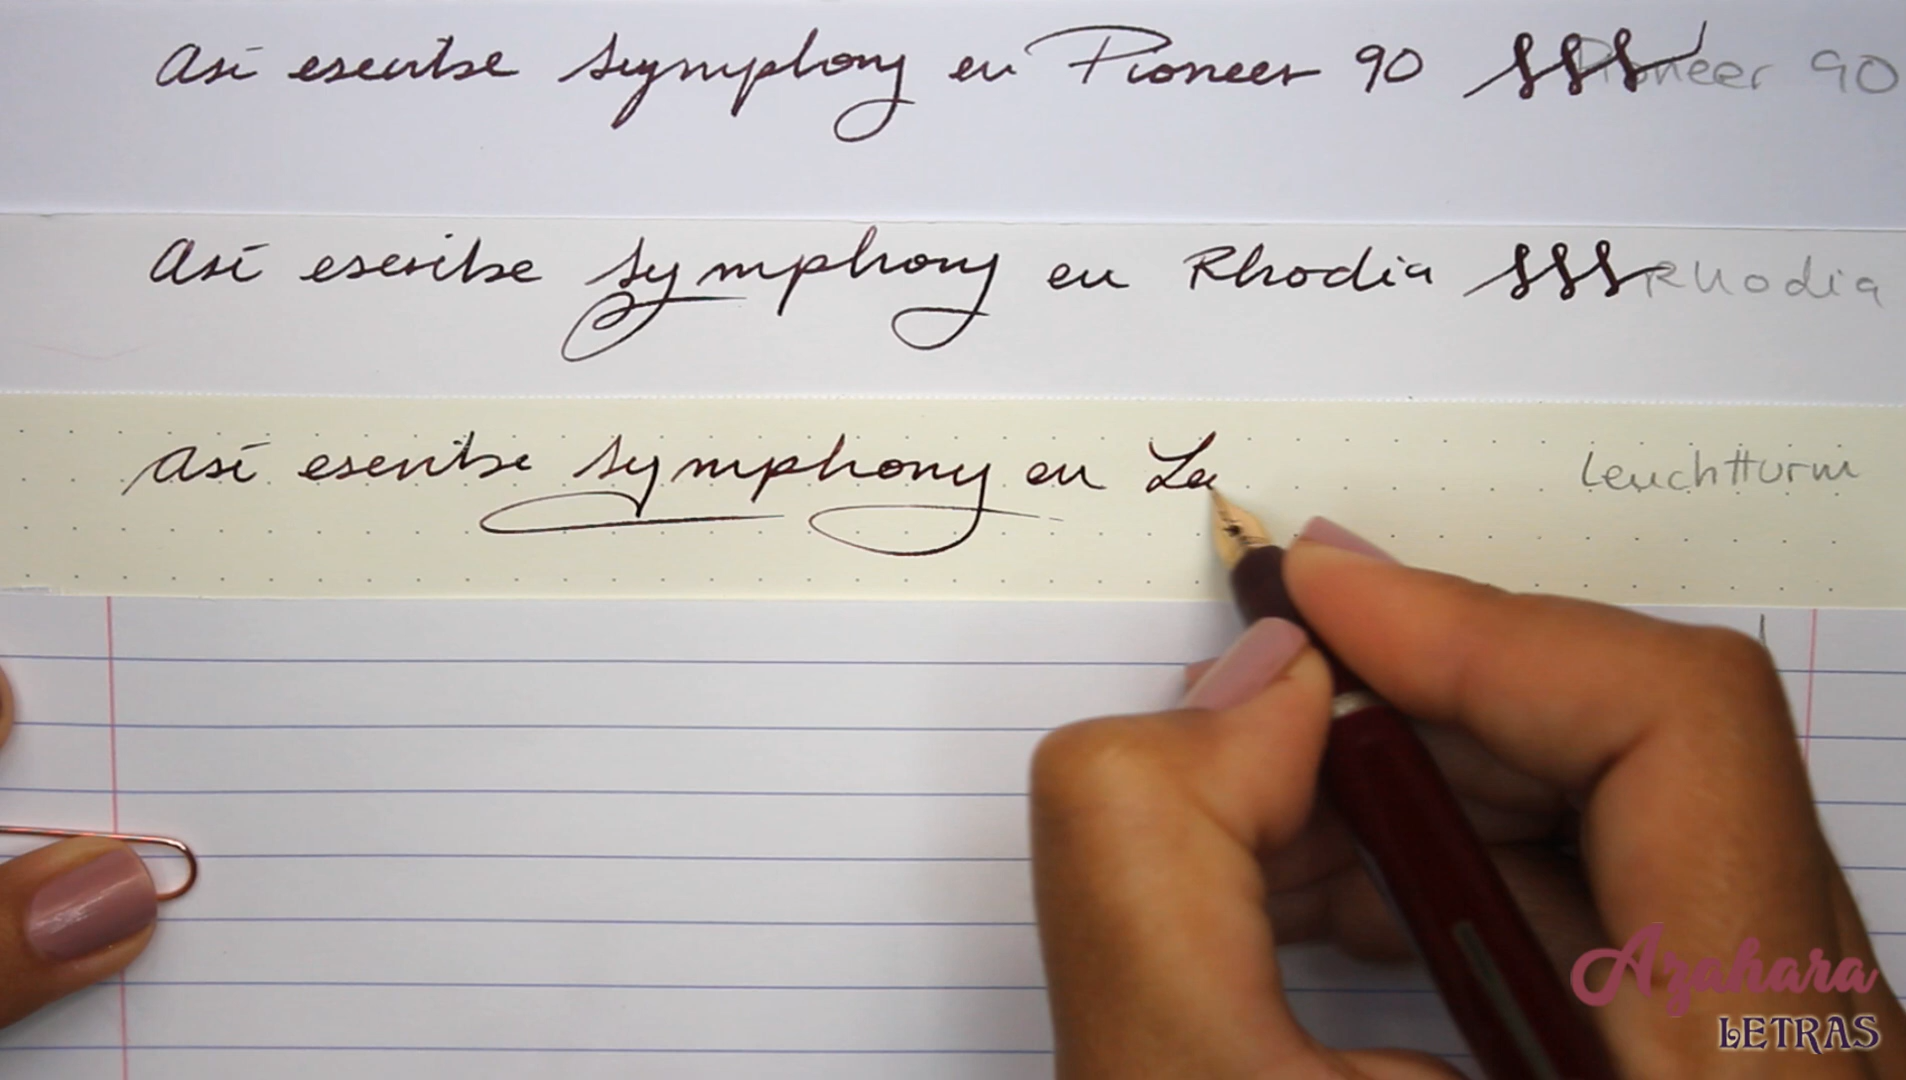 Así escribe Symphony en Pioneer 90 SSS Pioneer 90
Así escribe Symphony en Rhodia SSS Rhodia
Así escribe Symphony en Leu Leuchtturm
Azahara
LETRAS